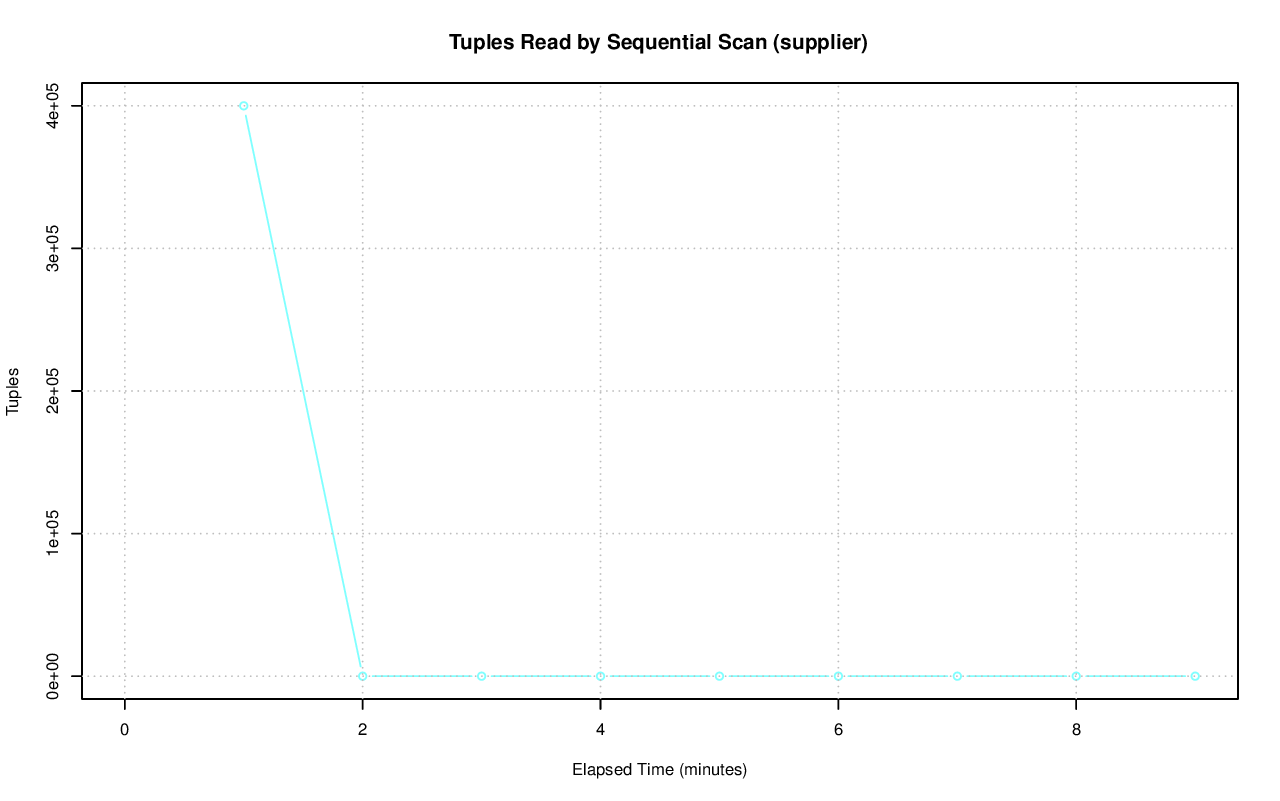 Tuples Read by Sequential Scan (supplier)
4e+05
3e+05
2e+05
1e+05
0e+00
Tuples
0 2 4 6 8
Elapsed Time (minutes)